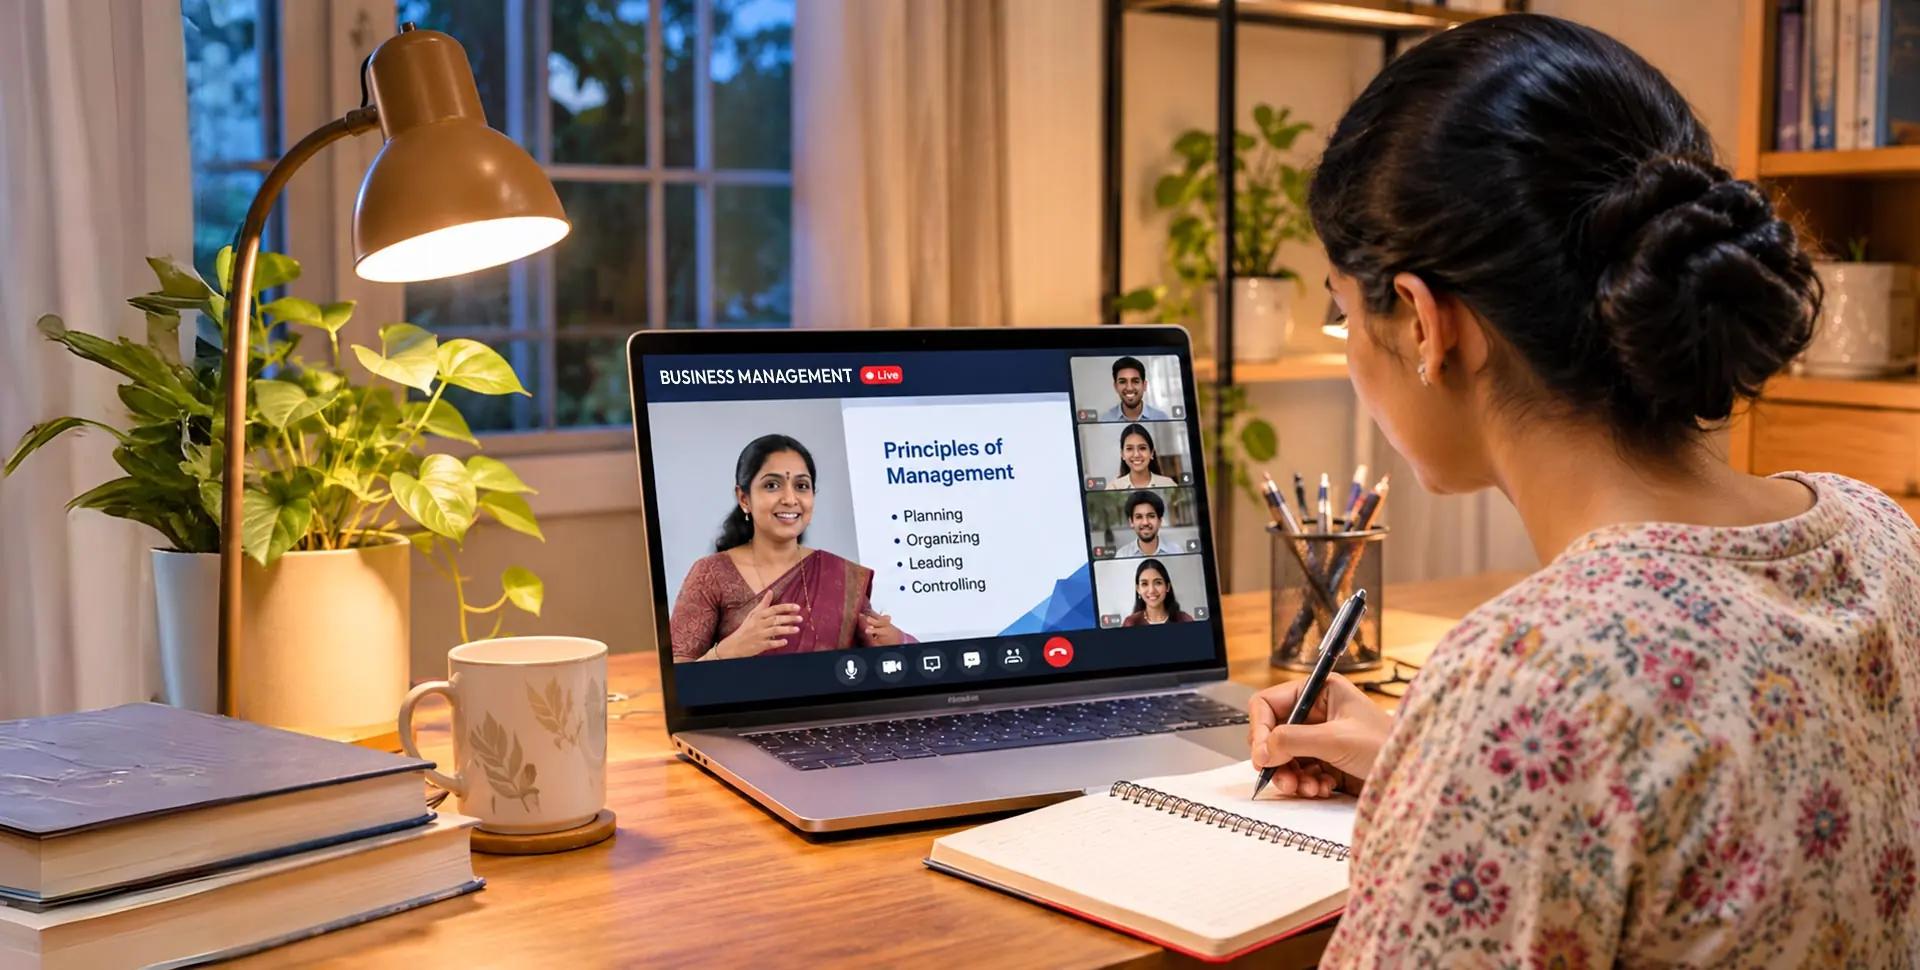 BUSINESS MANAGEMENT
Live
Principles of
Management
• Planning
• Organizing
• Leading
• Controlling